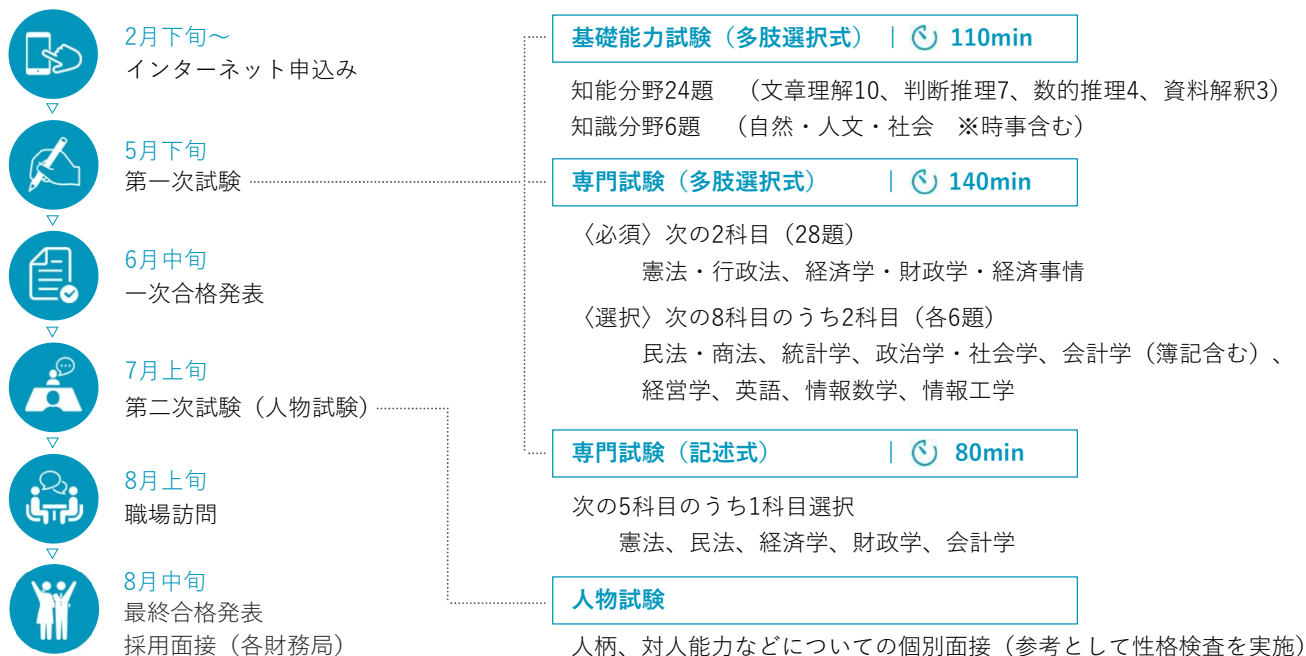 2月下旬～
インターネット申込み
5月下旬
第一次試験
6月中旬
一次合格発表
7月上旬
第二次試験（人物試験）
8月上旬
職場訪問
8月中旬
最終合格発表
採用面接（各財務局）
基礎能力試験（多肢選択式） | 110min
知能分野24題 （文章理解10、判断推理7、数的推理4、資料解釈3）
知識分野6題 （自然・人文・社会 ※時事含む）
専門試験（多肢選択式） | 140min
〈必須〉次の2科目（28題）
憲法・行政法、経済学・財政学・経済事情
〈選択〉次の8科目のうち2科目（各6題）
民法・商法、統計学、政治学・社会学、会計学（簿記含む）、
経営学、英語、情報数学、情報工学
専門試験（記述式） | 80min
次の5科目のうち1科目選択
憲法、民法、経済学、財政学、会計学
人物試験
人柄、対人能力などについての個別面接（参考として性格検査を実施）